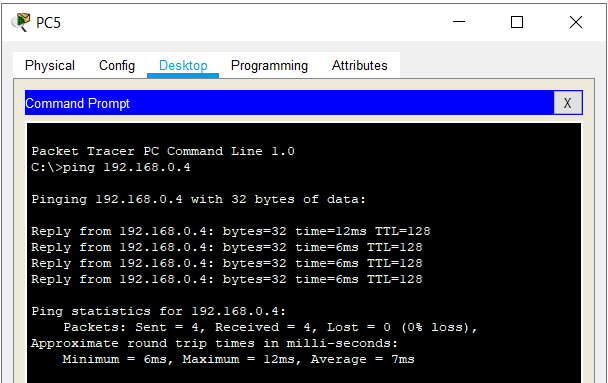 PC5
Physical Config Desktop Programming Attributes
Command Prompt X
Packet Tracer PC Command Line 1.0
C:\>ping 192.168.0.4
Pinging 192.168.0.4 with 32 bytes of data:
Reply from 192.168.0.4: bytes=32 time=12ms TTL=128
Reply from 192.168.0.4: bytes=32 time=6ms TTL=128
Reply from 192.168.0.4: bytes=32 time=6ms TTL=128
Reply from 192.168.0.4: bytes=32 time=6ms TTL=128
Ping statistics for 192.168.0.4:
    Packets: Sent = 4, Received = 4, Lost = 0 (0% loss),
Approximate round trip times in milli-seconds:
    Minimum = 6ms, Maximum = 12ms, Average = 7ms